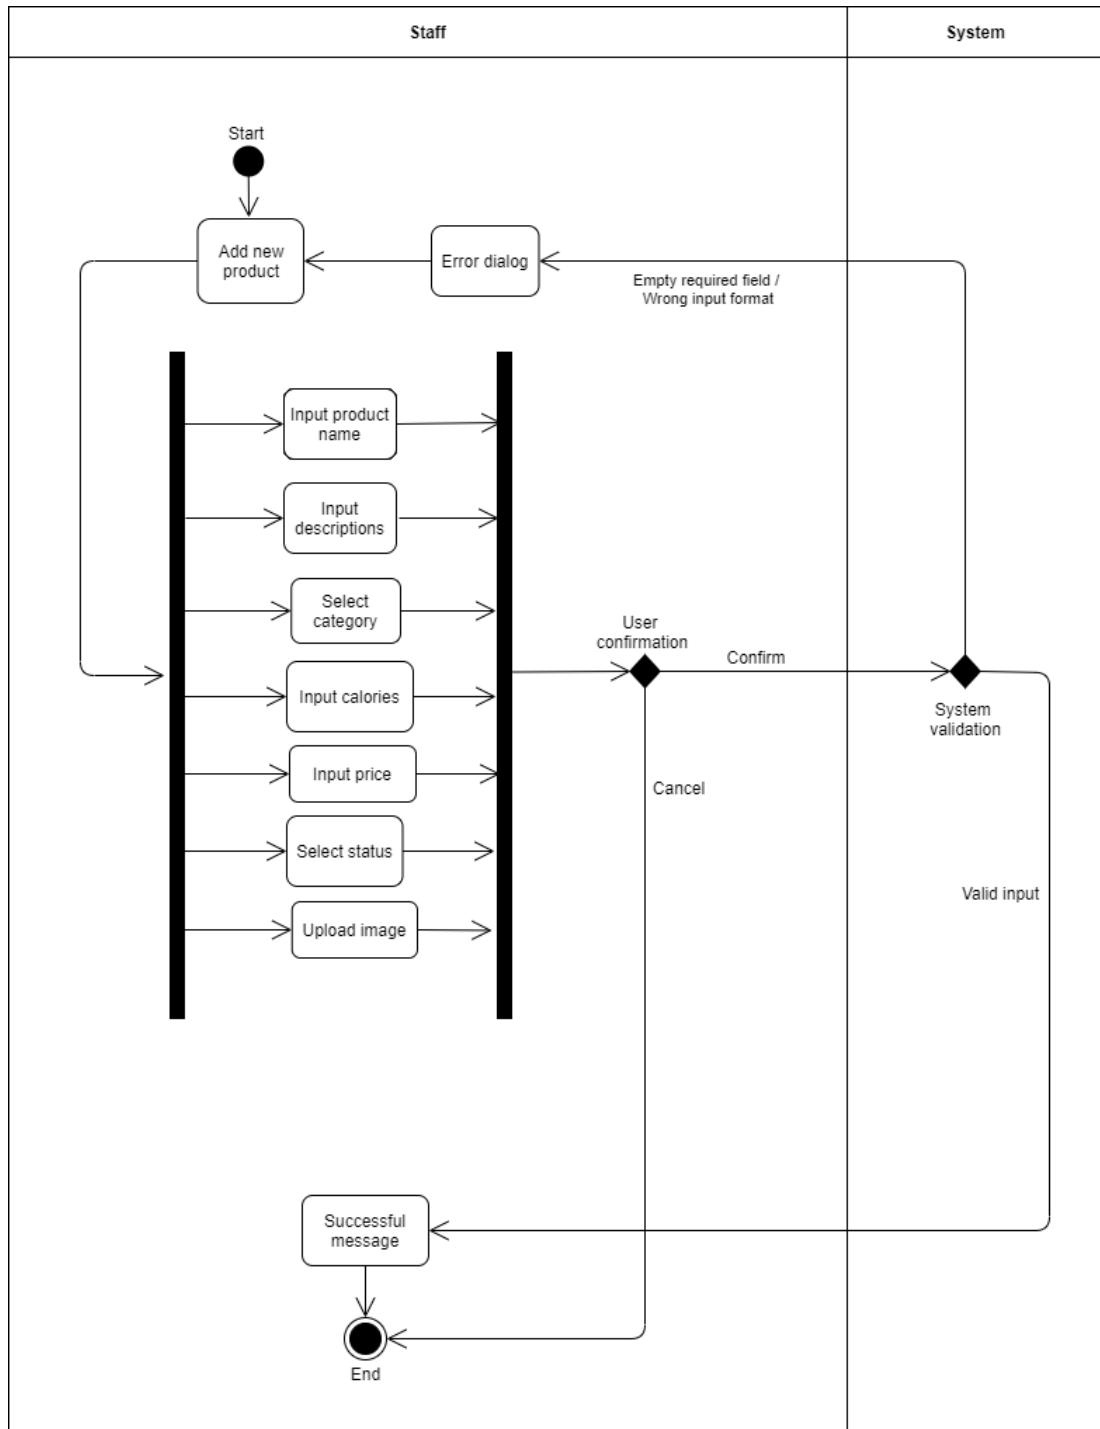 Staff
System
Start
Add new
product
Error dialog
Empty required field /
Wrong input format
Input product
name
Input
descriptions
Select
category
User
confirmation
Confirm
Input calories
System
validation
Input price
Cancel
Select status
Valid input
Upload image
Successful
message
End